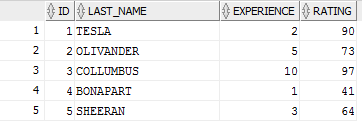 ID LAST_NAME EXPERIENCE RATING
1 1 TESLA 2 90
2 2 OLIVANDER 5 73
3 3 COLLUMBUS 10 97
4 4 BONAPART 1 41
5 5 SHEERAN 3 64